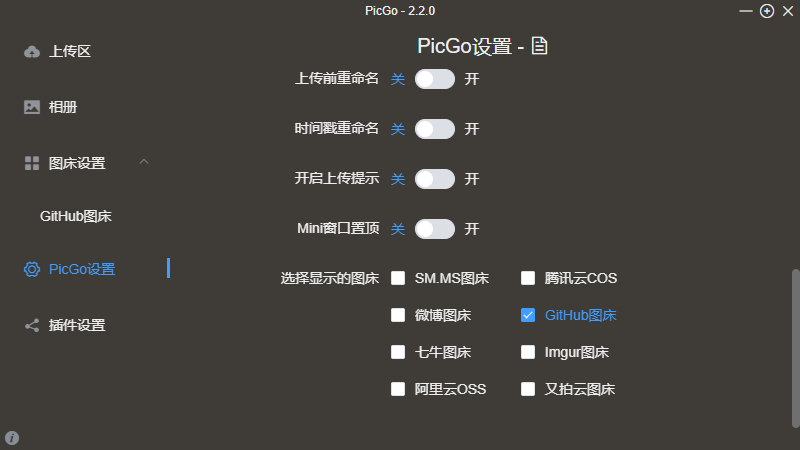 PicGo - 2.2.0
上传区
相册
图床设置
GitHub图床
PicGo设置
插件设置
PicGo设置 -
上传前重命名 关 开
时间戳重命名 关 开
开启上传提示 关 开
Mini窗口置顶 关 开
选择显示的图床 SM.MS图床 腾讯云COS
微博图床 GitHub图床
七牛图床 Imgur图床
阿里云OSS 又拍云图床